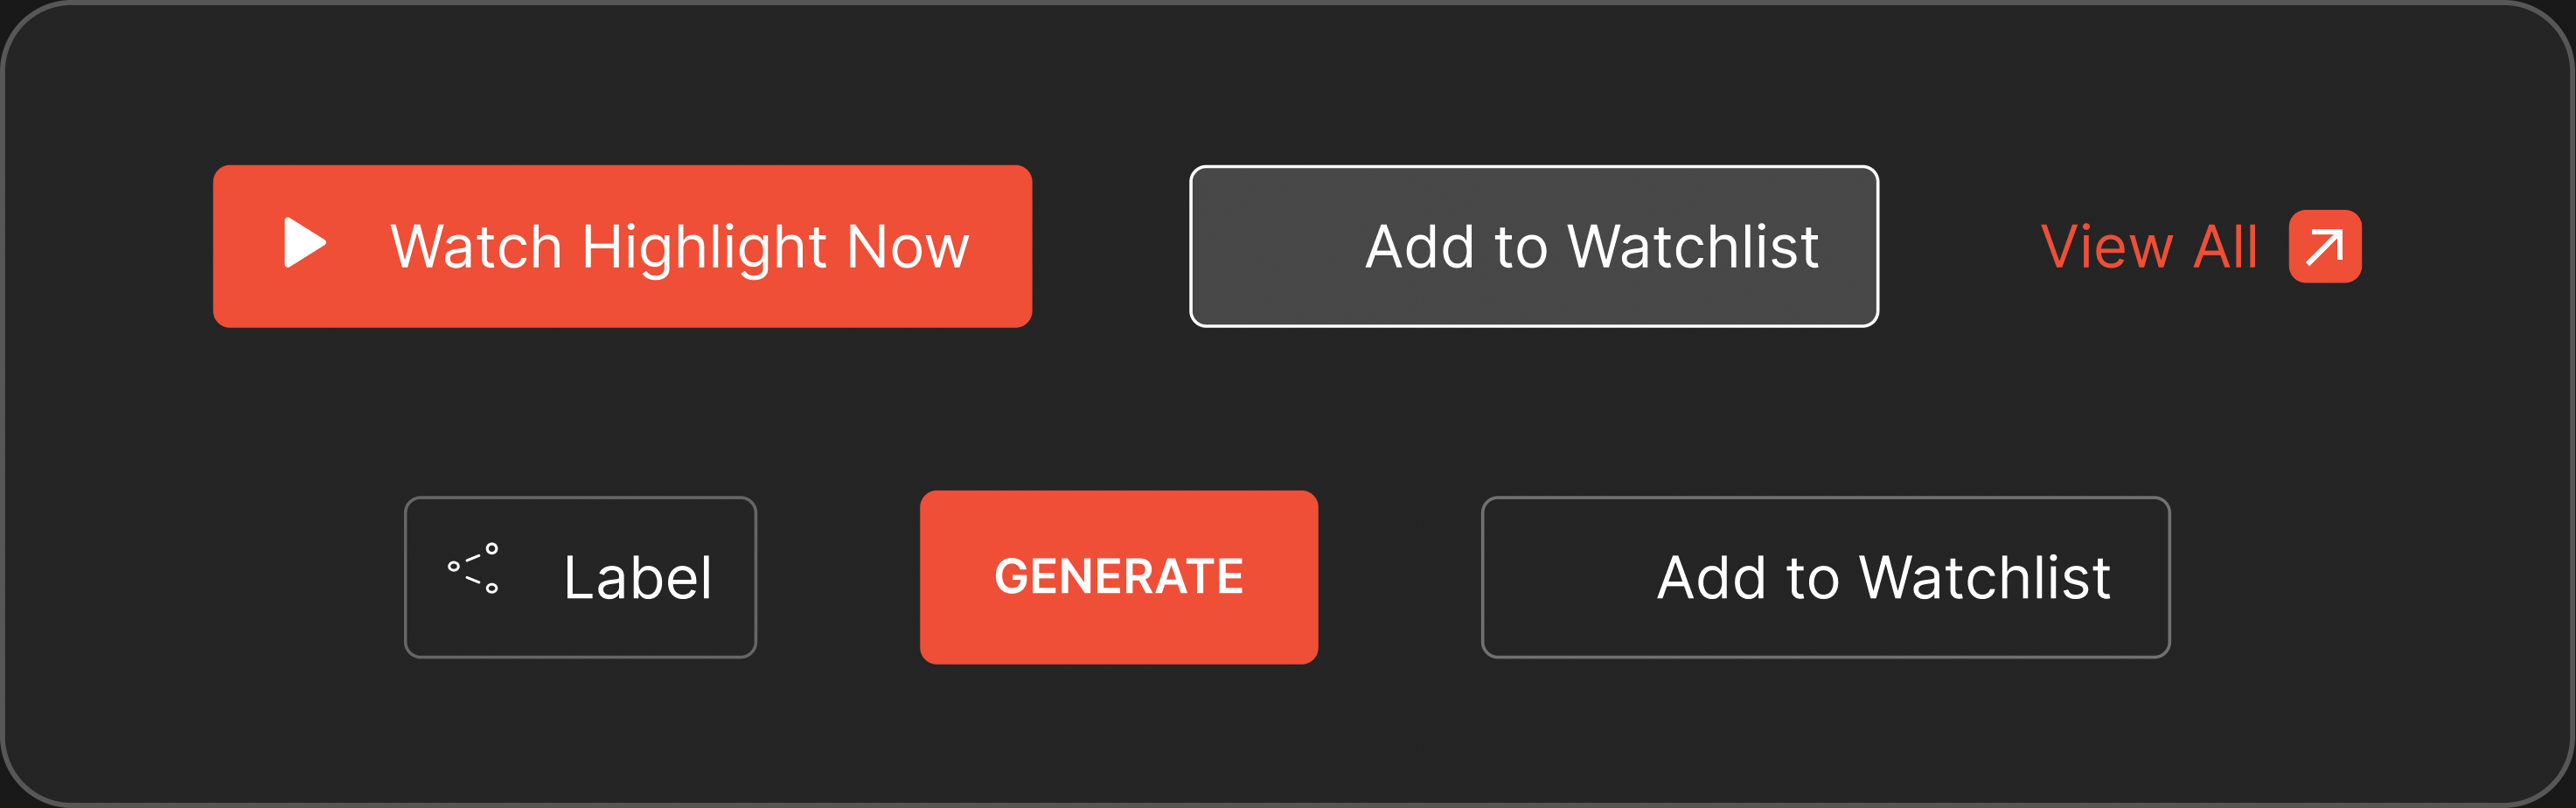 Watch Highlight Now
Add to Watchlist
View All
Label
GENERATE
Add to Watchlist